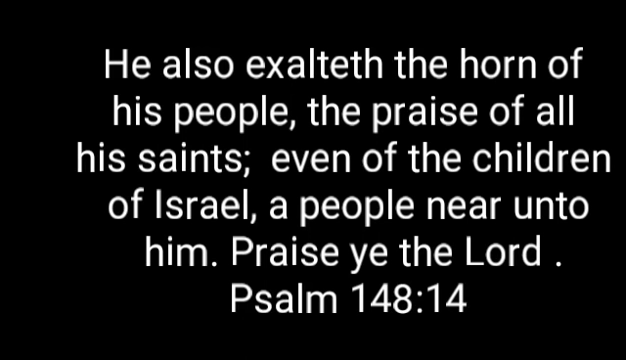 He also exalteth the horn of
his people, the praise of all
his saints;  even of the children
of Israel, a people near unto
him. Praise ye the Lord .
Psalm 148:14